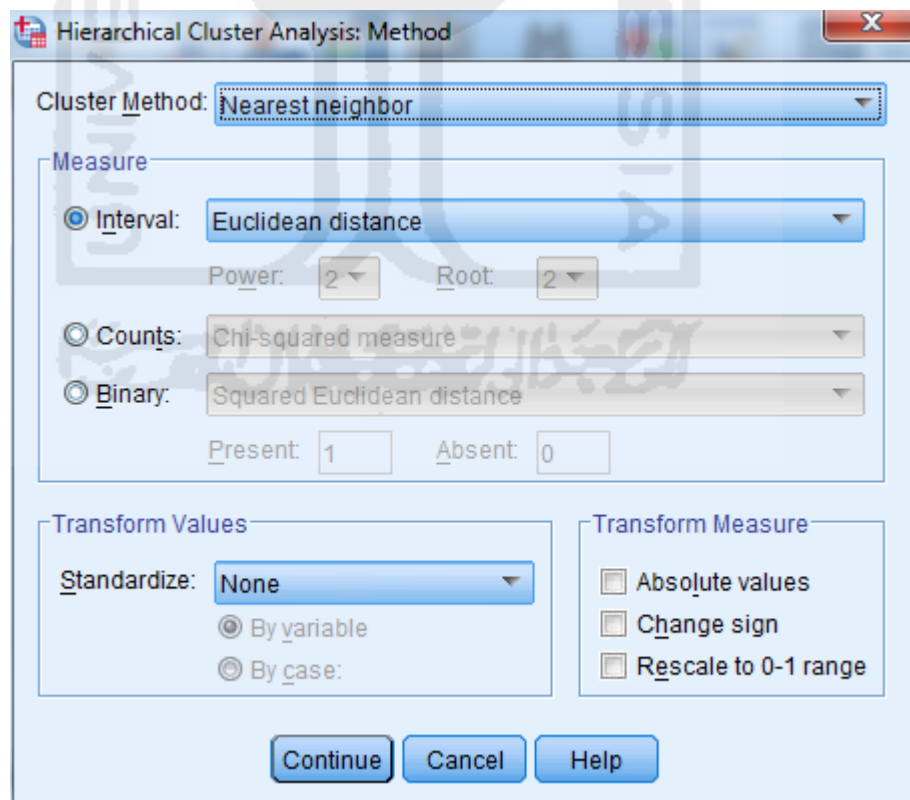 Hierarchical Cluster Analysis: Method
Cluster Method: Nearest neighbor
Measure
Interval: Euclidean distance
Power: 2 Root: 2
Counts: Chi-squared measure
Binary: Squared Euclidean distance
Present: 1 Absent: 0
Transform Values
Standardize: None
By variable
By case:
Transform Measure
Absolute values
Change sign
Rescale to 0-1 range
Continue Cancel Help